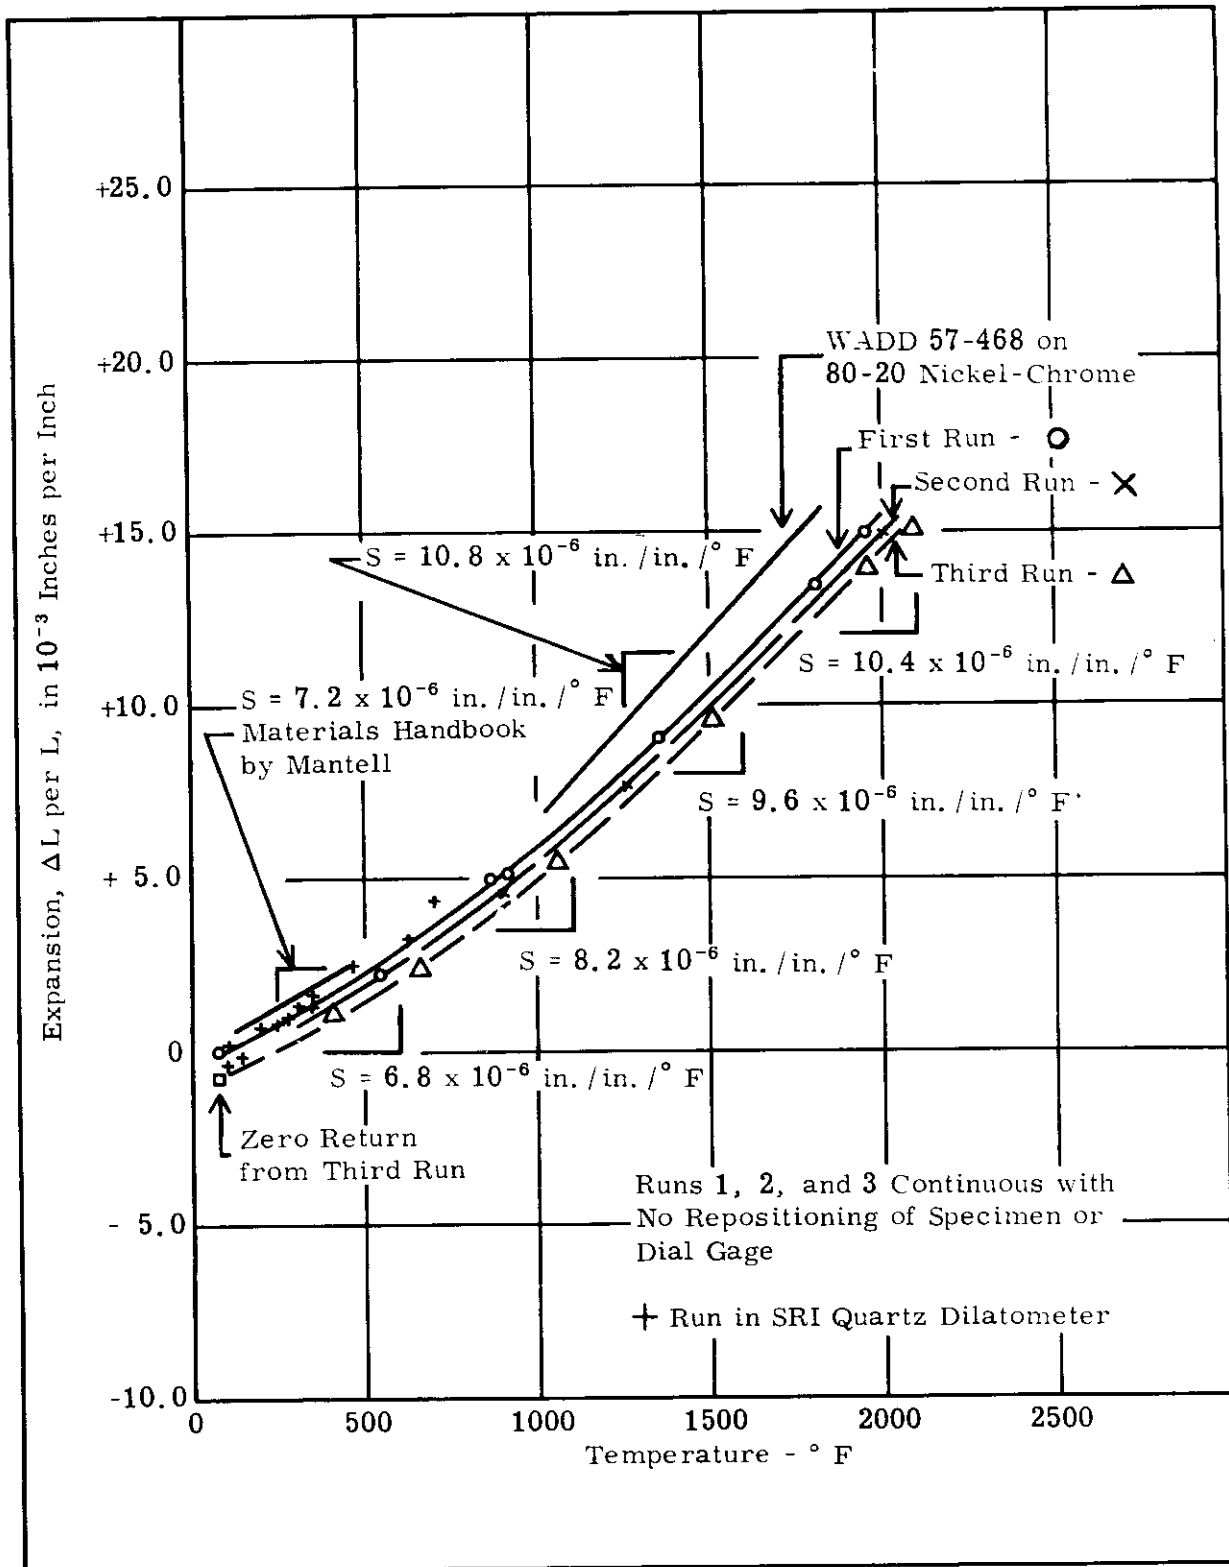 +25.0
+20.0
+15.0
+10.0
+ 5.0
0
- 5.0
-10.0
0 500 1000 1500 2000 2500
Temperature - ° F
Expansion, ΔL per L, in 10⁻³ Inches per Inch
WADD 57-468 on
80-20 Nickel-Chrome
First Run - O
Second Run - X
Third Run - Δ
S = 10.8 x 10⁻⁶ in./in./° F
S = 10.4 x 10⁻⁶ in./in./° F
S = 7.2 x 10⁻⁶ in./in./° F
Materials Handbook
by Mantell
S = 9.6 x 10⁻⁶ in./in./° F
S = 8.2 x 10⁻⁶ in./in./° F
S = 6.8 x 10⁻⁶ in./in./° F
Zero Return
from Third Run
Runs 1, 2, and 3 Continuous with
No Repositioning of Specimen or
Dial Gage
+ Run in SRI Quartz Dilatometer